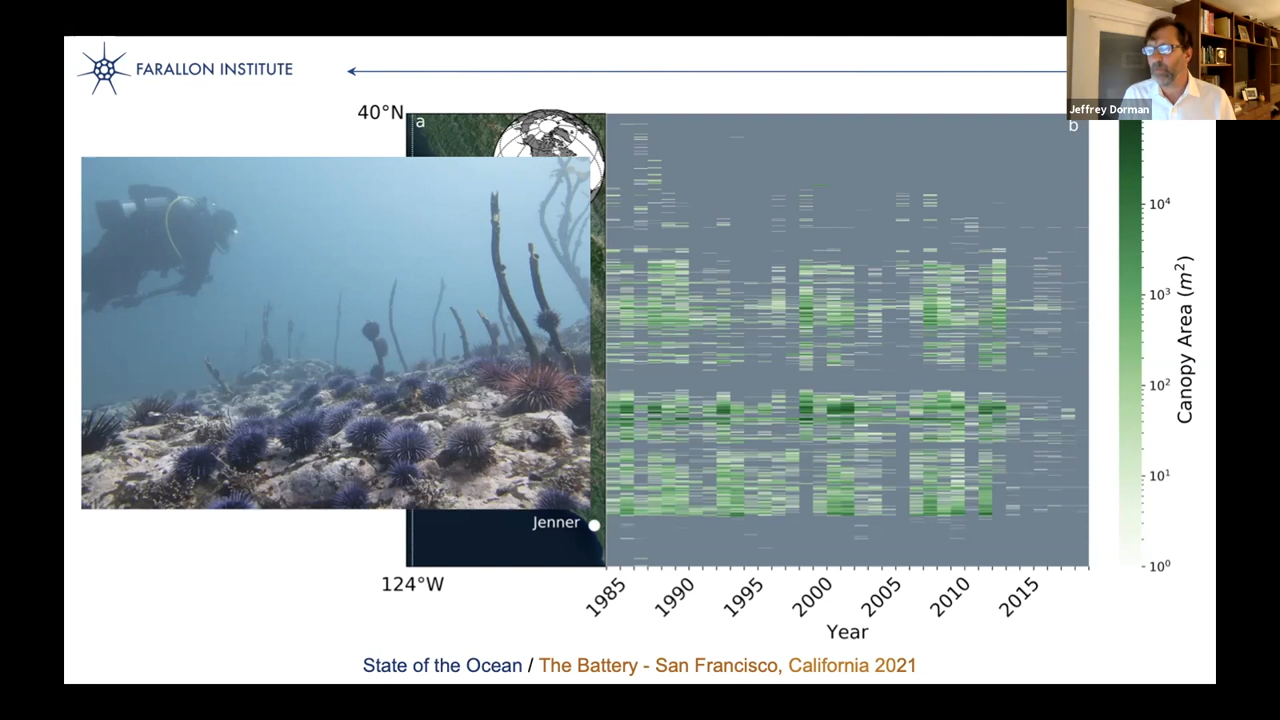 FARALLON INSTITUTE
Jeffrey Dorman
40°N
a
b
10⁴
10³
10²
10¹
10⁰
Canopy Area (m²)
Jenner
124°W
1985
1990
1995
2000
2005
2010
2015
Year
State of the Ocean / The Battery - San Francisco, California 2021